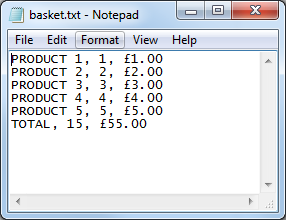 basket.txt - Notepad
File Edit Format View Help
PRODUCT 1, 1, £1.00
PRODUCT 2, 2, £2.00
PRODUCT 3, 3, £3.00
PRODUCT 4, 4, £4.00
PRODUCT 5, 5, £5.00
TOTAL, 15, £55.00